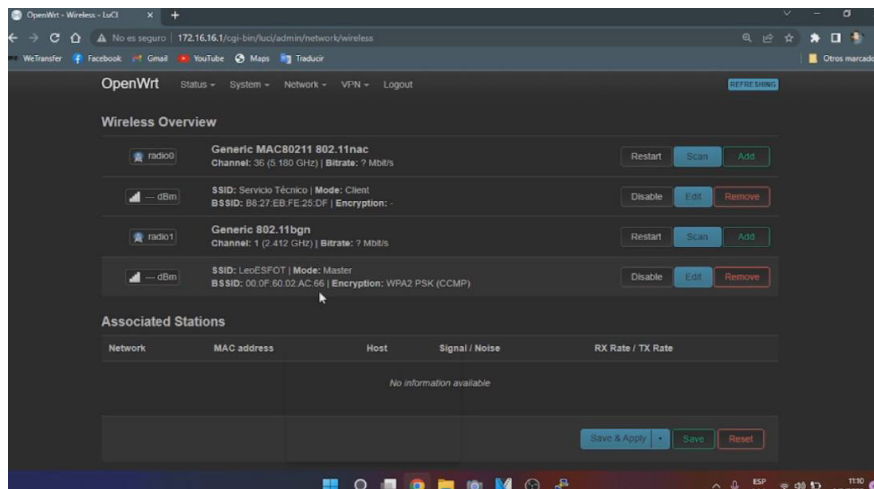 OpenWrt - Wireless - LuCI
No es seguro | 172.16.16.1/cgi-bin/luci/admin/network/wireless
WeTransfer Facebook Gmail YouTube Maps Traducir Otros marcado
OpenWrt Status System Network VPN Logout REFRESHING
Wireless Overview
radio0 Generic MAC80211 802.11nac Restart Scan Add
Channel: 36 (5.180 GHz) | Bitrate: ? Mbit/s
--- dBm SSID: Servicio Técnico | Mode: Client Disable Edit Remove
BSSID: B8:27:EB:FE:25:DF | Encryption: -
radio1 Generic 802.11bgn Restart Scan Add
Channel: 1 (2.412 GHz) | Bitrate: ? Mbit/s
--- dBm SSID: LeoESFOT | Mode: Master Disable Edit Remove
BSSID: 00:0F:60:02:AC:66 | Encryption: WPA2 PSK (CCMP)
Associated Stations
Network MAC address Host Signal / Noise RX Rate / TX Rate
No information available
Save & Apply Save Reset
ESP 11:10